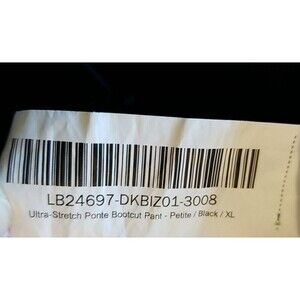 LB24697-DKBIZ01-3008
Ultra-Stretch Ponte Bootcut Pant - Petite / Black / XL